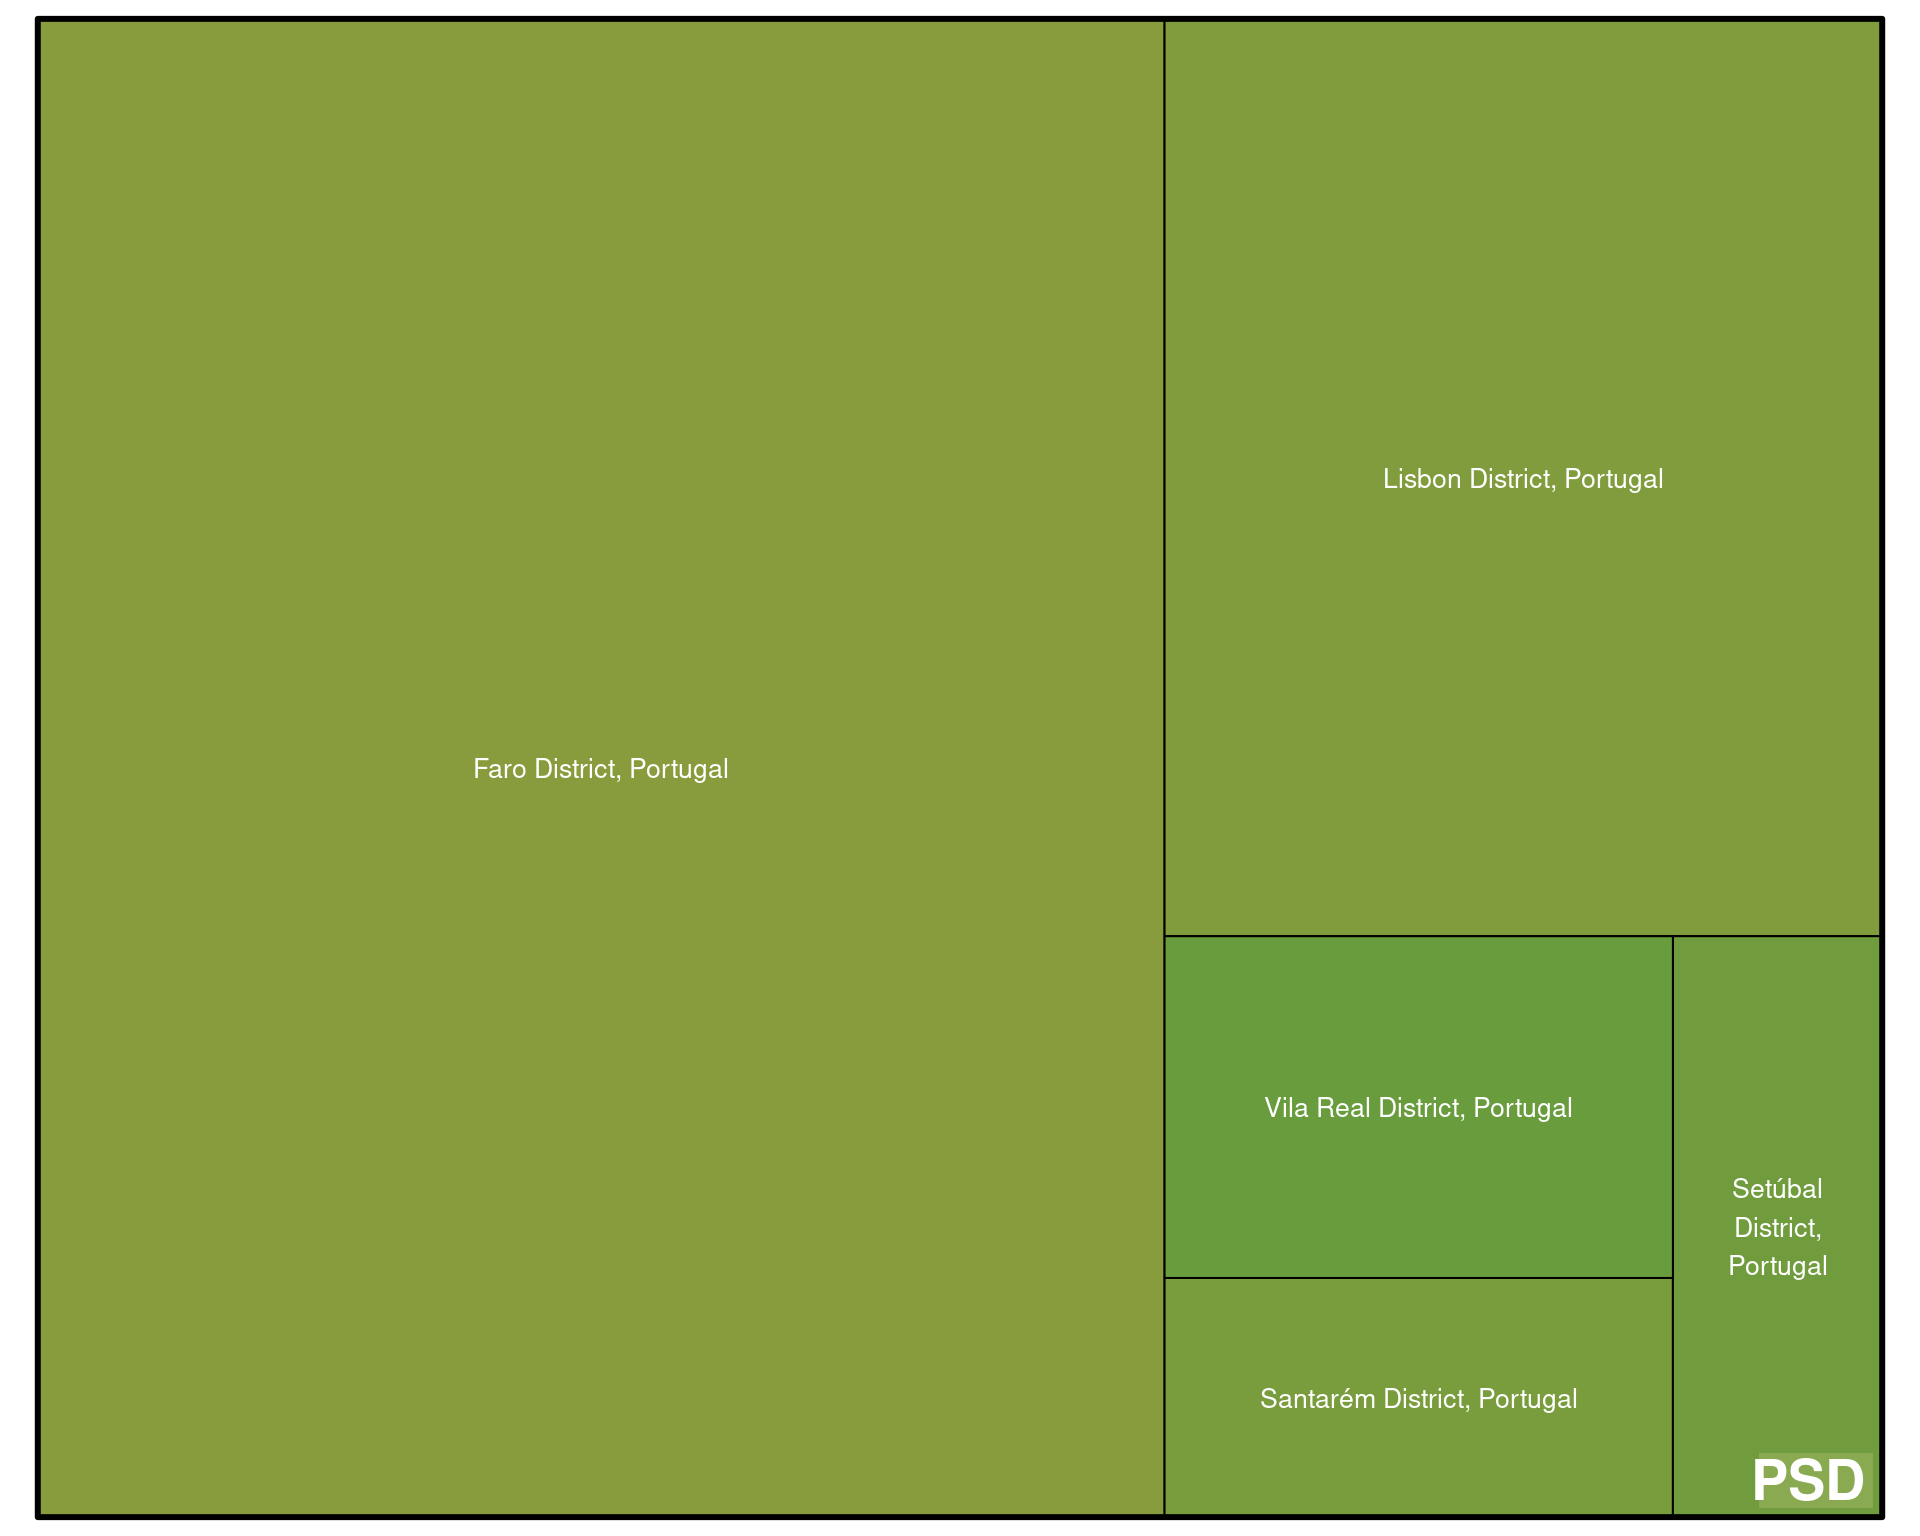 Faro District, Portugal
Lisbon District, Portugal
Vila Real District, Portugal
Setúbal
District,
Portugal
Santarém District, Portugal
PSD